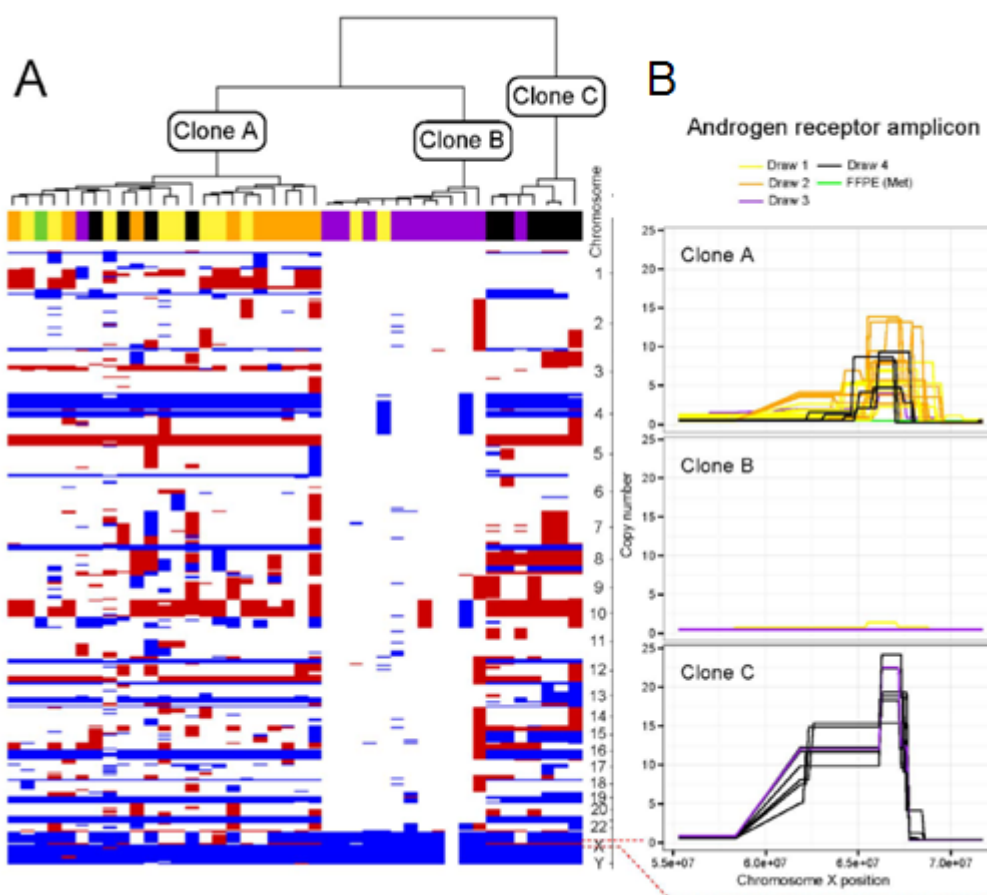 A
Clone A
Clone B
Clone C
Chromosome
1
2
3
4
5
6
7
8
9
10
11
12
13
14
15
16
17
18
19
20
22
X
Y
B
Androgen receptor amplicon
Draw 1
Draw 4
Draw 2
FFPE (Met)
Draw 3
Copy number
25
20
15
10
5
0
Clone A
25
20
15
10
5
0
Clone B
25
20
15
10
5
0
Clone C
5.5e+07
6.0e+07
6.5e+07
7.0e+07
Chromosome X position